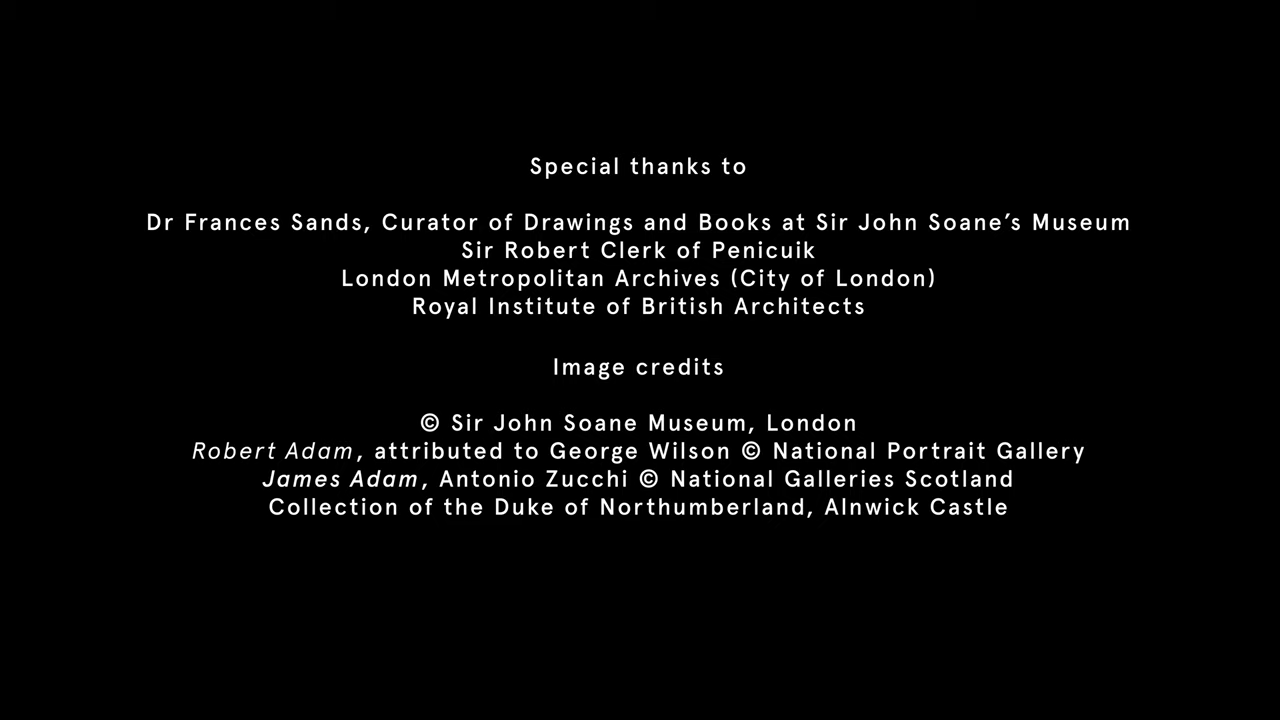 Special thanks to
Dr Frances Sands, Curator of Drawings and Books at Sir John Soane’s Museum
Sir Robert Clerk of Penicuik
London Metropolitan Archives (City of London)
Royal Institute of British Architects
Image credits
© Sir John Soane Museum, London
Robert Adam, attributed to George Wilson © National Portrait Gallery
James Adam, Antonio Zucchi © National Galleries Scotland
Collection of the Duke of Northumberland, Alnwick Castle